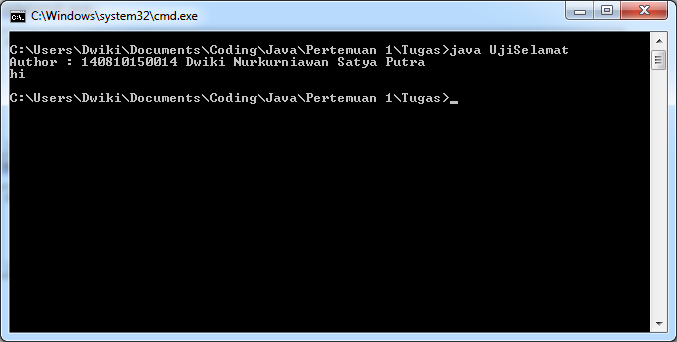 C:\Windows\system32\cmd.exe
C:\Users\Dwiki\Documents\Coding\Java\Pertemuan 1\Tugas>java UjiSelamat
Author : 140810150014 Dwiki Nurkurniawan Satya Putra
hi
C:\Users\Dwiki\Documents\Coding\Java\Pertemuan 1\Tugas>_